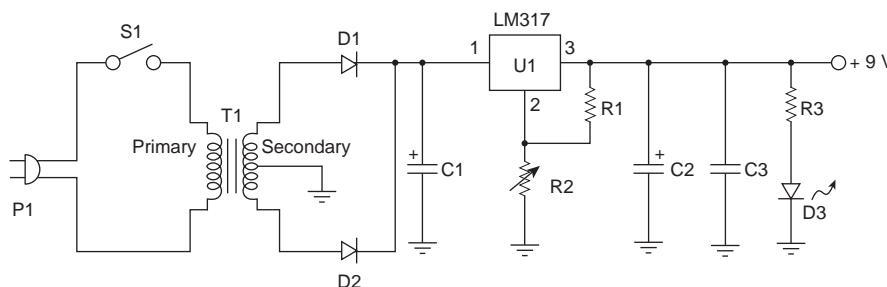 LM317
S1
D1
1
3
+ 9 V
U1
2
R1
R3
T1
Primary
Secondary
+
C1
R2
+
C2
C3
P1
D3
D2